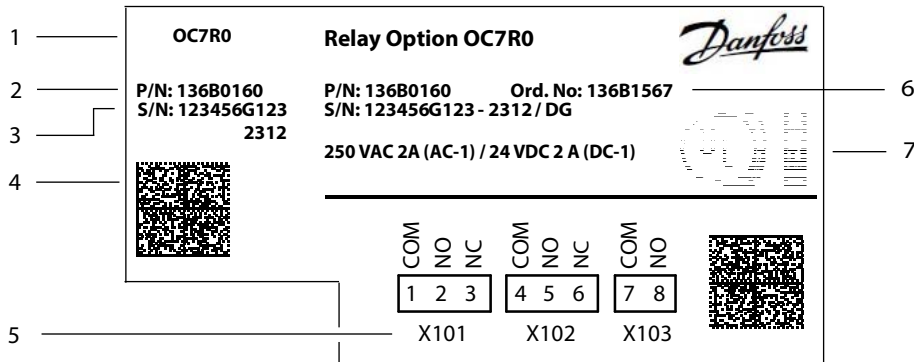 1
OC7R0
Relay Option OC7R0
Danfoss
2
P/N: 136B0160
P/N: 136B0160
Ord. No: 136B1567
6
3
S/N: 123456G123
2312
S/N: 123456G123 - 2312 / DG
250 VAC 2A (AC-1) / 24 VDC 2 A (DC-1)
7
4
COM NO NC
COM NO NC
COM NO
1 2 3
4 5 6
7 8
5
X101
X102
X103